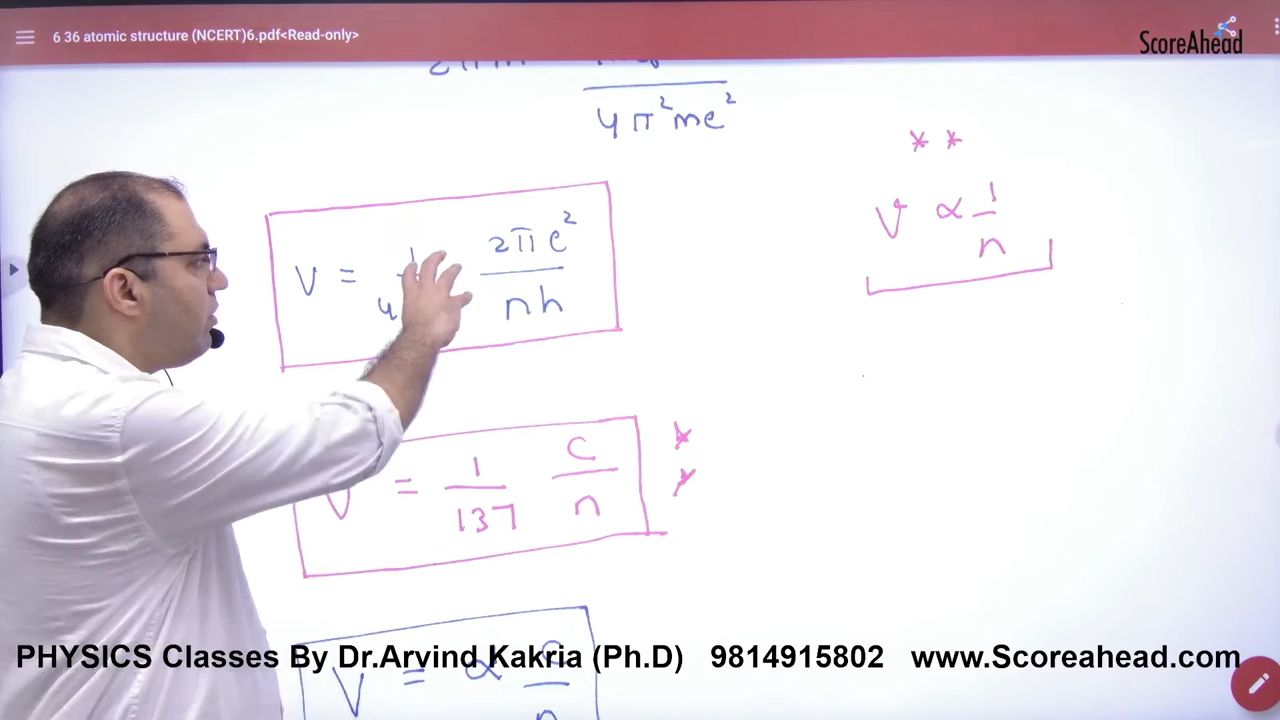 6 36 atomic structure (NCERT)6.pdf<Read-only>
ScoreAhead
4π²me²
* *
V ∝ 1/n
V = 2πe²/nh
V = 1/137 C/n *
*
V = ∝
PHYSICS Classes By Dr.Arvind Kakria (Ph.D) 9814915802 www.Scoreahead.com